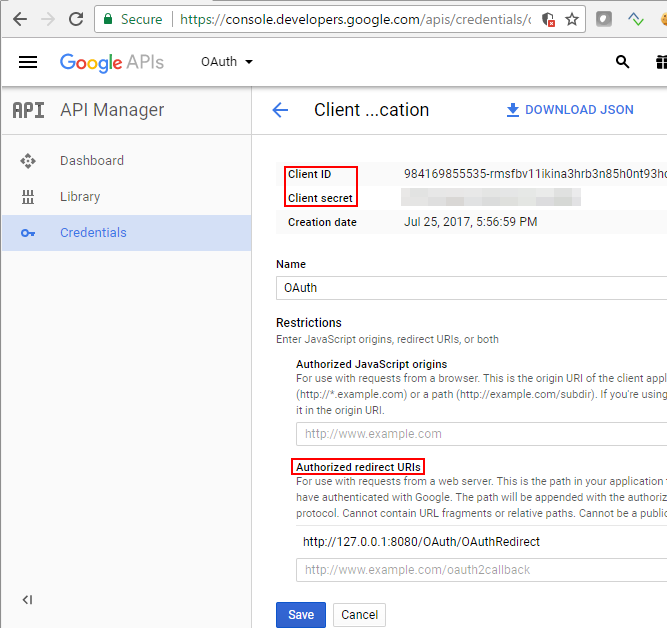 Secure https://console.developers.google.com/apis/credentials/
Google APIs OAuth
API API Manager
Client ...cation DOWNLOAD JSON
Dashboard
Library
Credentials
Client ID 984169855535-rmsfbv11ikina3hrb3n85h0nt93h
Client secret
Creation date Jul 25, 2017, 5:56:59 PM
Name
OAuth
Restrictions
Enter JavaScript origins, redirect URIs, or both
Authorized JavaScript origins
For use with requests from a browser. This is the origin URI of the client appl
(http://*.example.com) or a path (http://example.com/subdir). If you're using
it in the origin URI.
http://www.example.com
Authorized redirect URIs
For use with requests from a web server. This is the path in your application
have authenticated with Google. The path will be appended with the authoriz
protocol. Cannot contain URL fragments or relative paths. Cannot be a public
http://127.0.0.1:8080/OAuth/OAuthRedirect
http://www.example.com/oauth2callback
Save Cancel